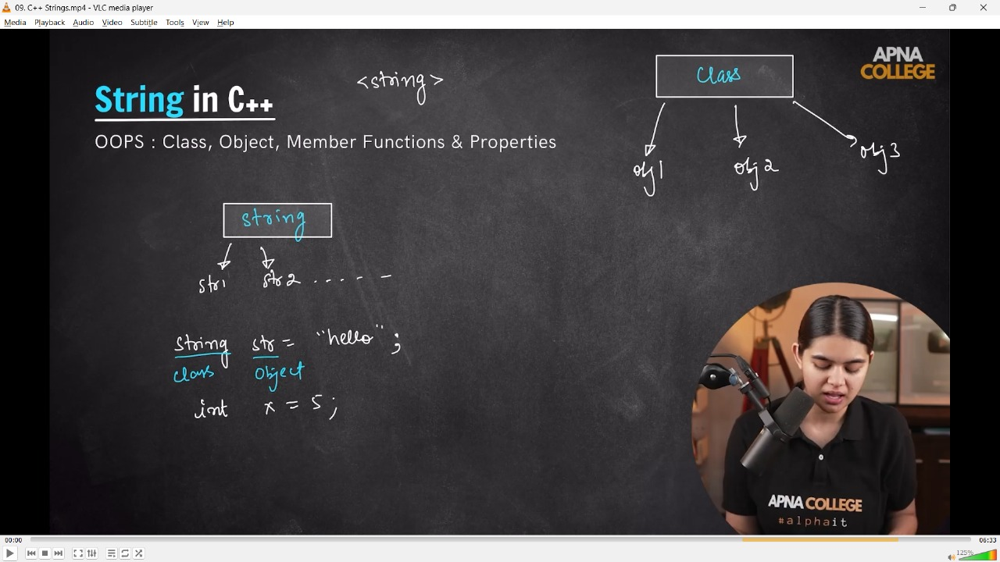 09. C++ Strings.mp4 - VLC media player
Media Playback Audio Video Subtitle Tools View Help
<string>
Class
APNA
COLLEGE
String in C++
OOPS : Class, Object, Member Functions & Properties
obj1
obj2
obj3
string
str1 str2 . . . . .
string str = "hello" ;
class object
int x = 5 ;
APNA COLLEGE
#alphait
00:00
06:33
125%